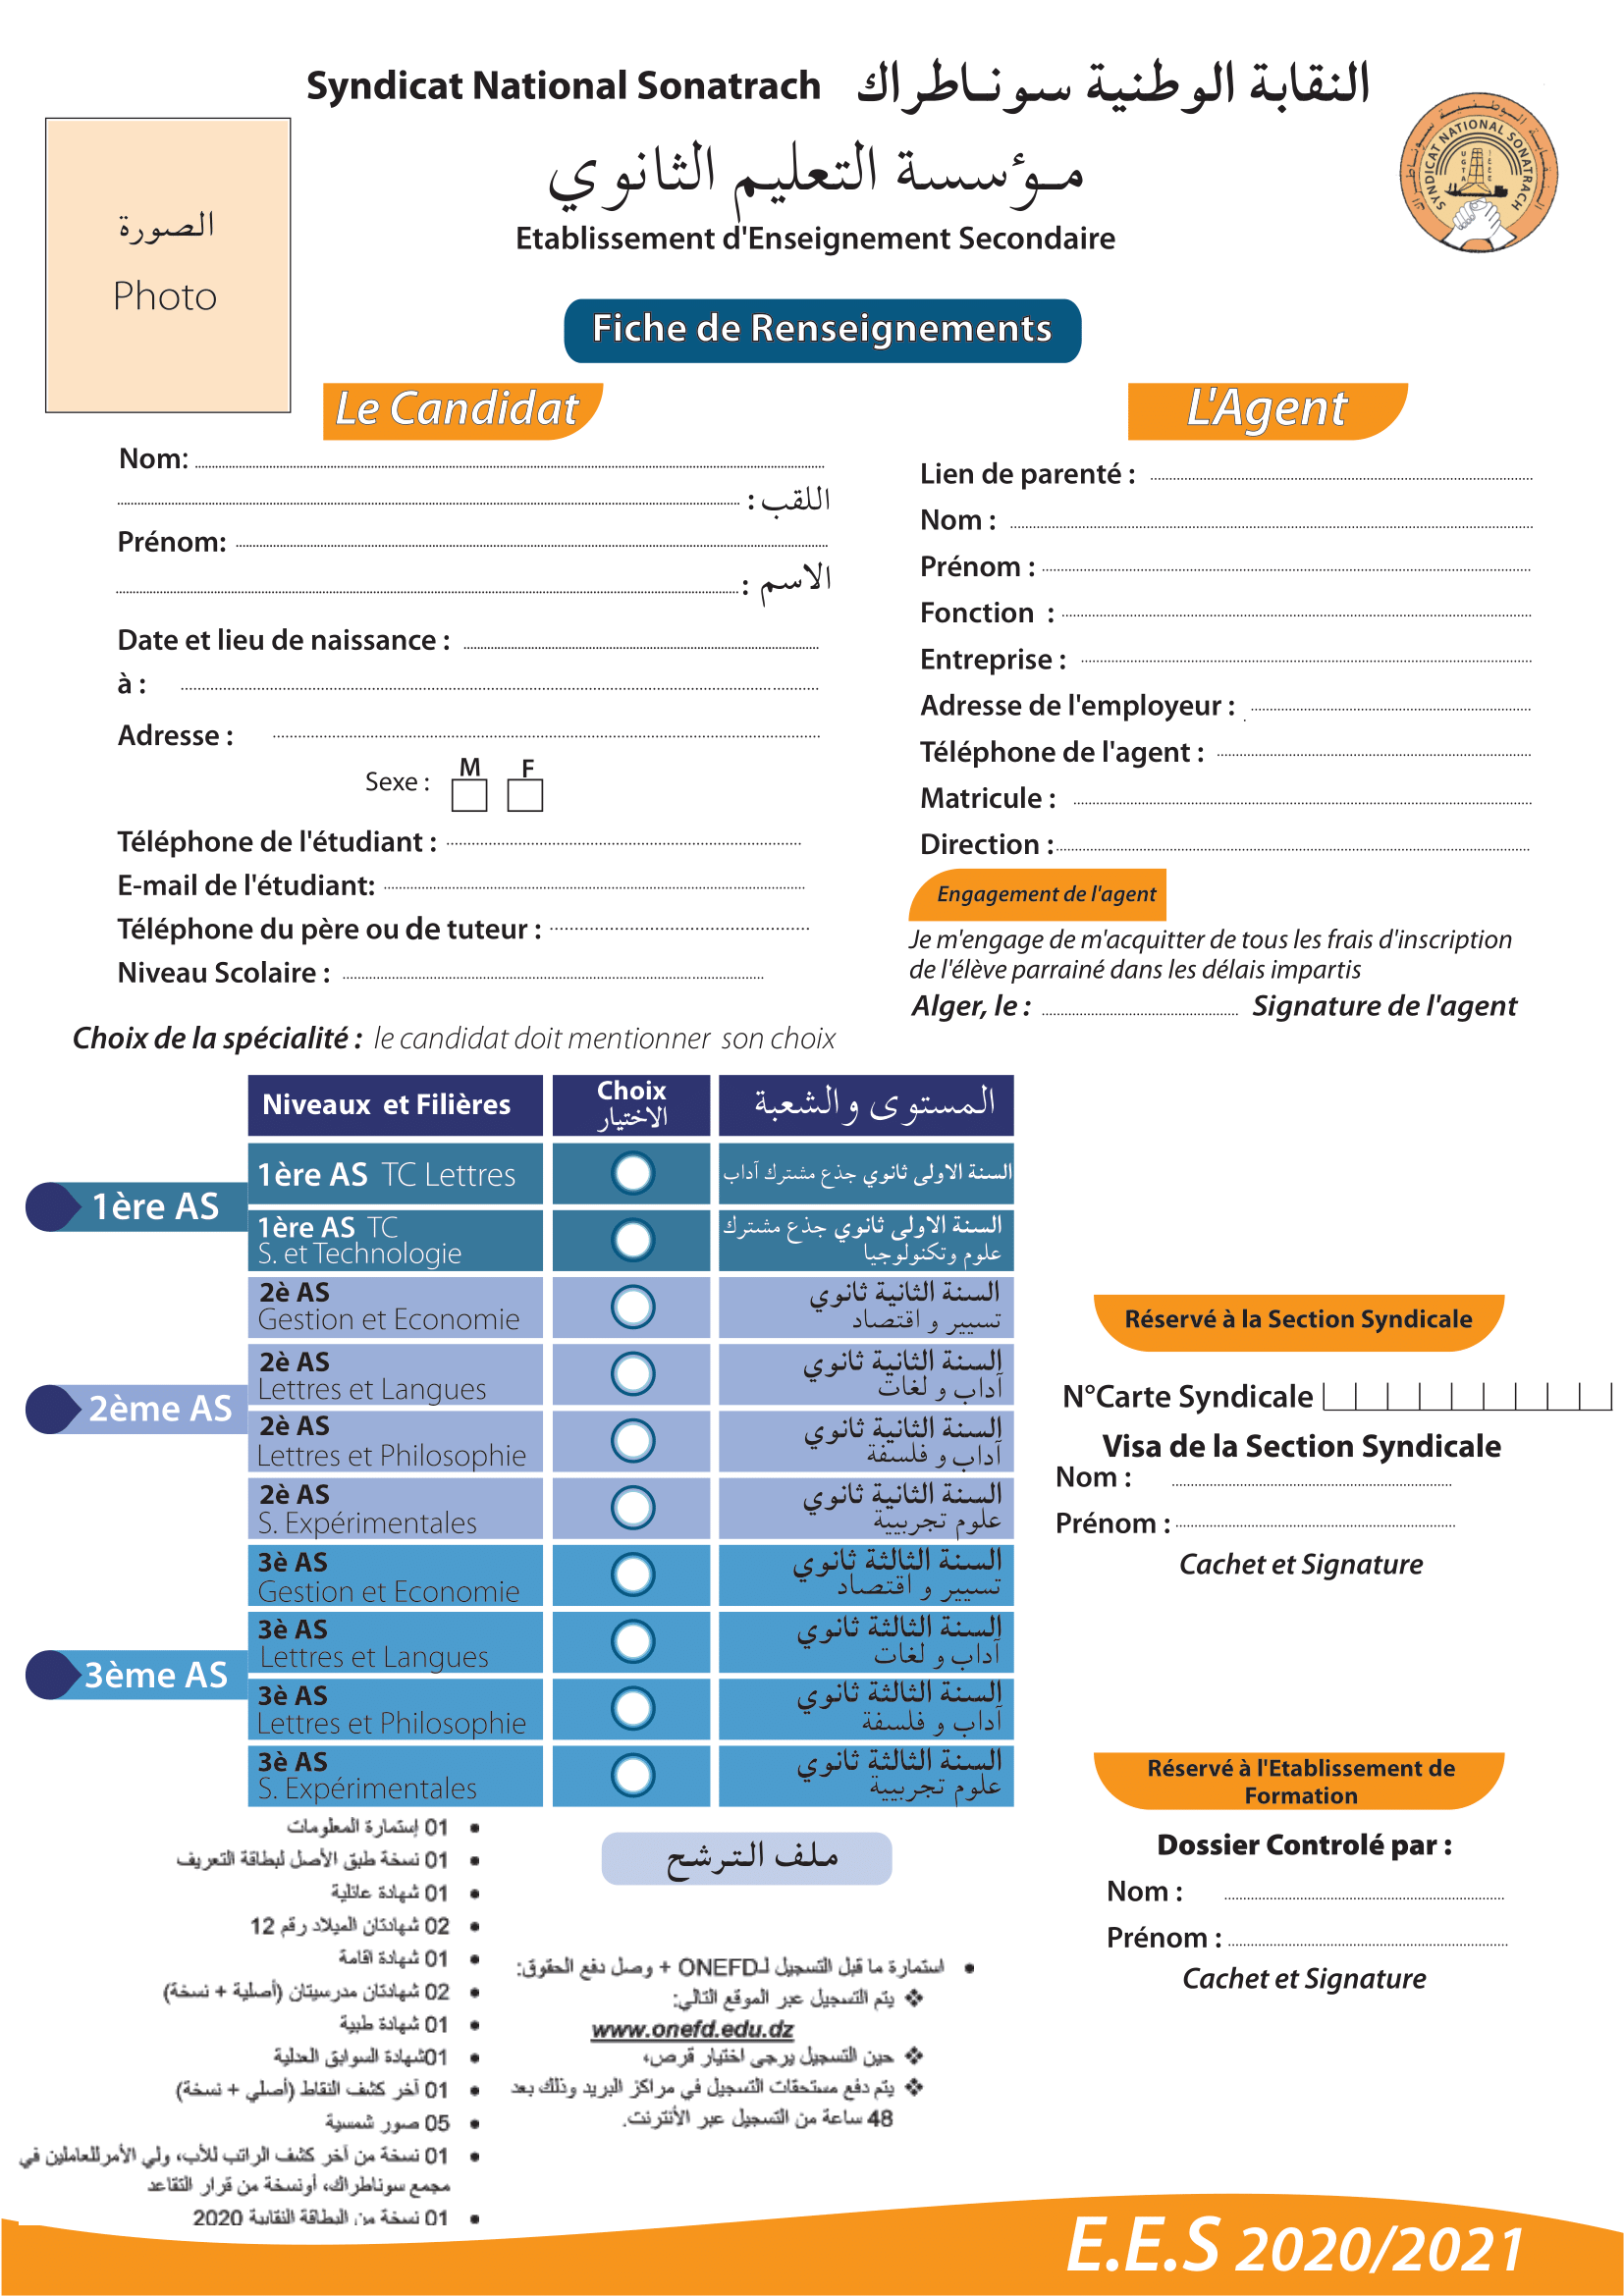 Syndicat National Sonatrach النقابة الوطنية سونـاطراك
مـؤسسة التعليم الثانوي
Etablissement d'Enseignement Secondaire
SYNDICAT NATIONAL SONATRACH
النقابة الوطنية سوناطراك
UGTA
الصورة
Photo
Fiche de Renseignements
Le Candidat
Nom:
اللقب :
Prénom:
الاسم :
Date et lieu de naissance :
à :
Adresse :
Sexe : M F
Téléphone de l'étudiant :
E-mail de l'étudiant:
Téléphone du père ou de tuteur :
Niveau Scolaire :
L'Agent
Lien de parenté :
Nom :
Prénom :
Fonction :
Entreprise :
Adresse de l'employeur :
Téléphone de l'agent :
Matricule :
Direction :
Engagement de l'agent
Je m'engage de m'acquitter de tous les frais d'inscription
de l'élève parrainé dans les délais impartis
Alger, le : Signature de l'agent
Choix de la spécialité : le candidat doit mentionner son choix
Niveaux et Filières
Choix
الاختيار
المستوى والشعبة
1ère AS
1ère AS TC Lettres
السنة الاولى ثانوي جذع مشترك آداب
1ère AS TC
S. et Technologie
السنة الاولى ثانوي جذع مشترك
علوم وتكنولوجيا
2ème AS
2è AS
Gestion et Economie
السنة الثانية ثانوي
تسيير و اقتصاد
2è AS
Lettres et Langues
السنة الثانية ثانوي
آداب و لغات
2è AS
Lettres et Philosophie
السنة الثانية ثانوي
آداب و فلسفة
2è AS
S. Expérimentales
السنة الثانية ثانوي
علوم تجريبية
3ème AS
3è AS
Gestion et Economie
السنة الثالثة ثانوي
تسيير و اقتصاد
3è AS
Lettres et Langues
السنة الثالثة ثانوي
آداب و لغات
3è AS
Lettres et Philosophie
السنة الثالثة ثانوي
آداب و فلسفة
3è AS
S. Expérimentales
السنة الثالثة ثانوي
علوم تجريبية
Réservé à la Section Syndicale
N°Carte Syndicale
Visa de la Section Syndicale
Nom :
Prénom :
Cachet et Signature
Réservé à l'Etablissement de
Formation
Dossier Controlé par :
Nom :
Prénom :
Cachet et Signature
ملف الترشح
• 01 إستمارة المعلومات
• 01 نسخة طبق الأصل لبطاقة التعريف
• 01 شهادة عائلية
• 02 شهادتان الميلاد رقم 12
• 01 شهادة اقامة
• 02 شهادتان مدرسيتان (أصلية + نسخة)
• 01 شهادة طبية
• 01شهادة السوابق العدلية
• 01 آخر كشف النقاط (أصلي + نسخة)
• 05 صور شمسية
• 01 نسخة من آخر كشف الراتب للأب، ولي الأمرللعاملين في
مجمع سوناطراك، أونسخة من قرار التقاعد
• 01 نسخة من البطاقة النقابية 2020
• استمارة ما قبل التسجيل لـONEFD + وصل دفع الحقوق:
❖ يتم التسجيل عبر الموقع التالي:
www.onefd.edu.dz
❖ حين التسجيل يرجى اختيار قرص،
❖ يتم دفع مستحقات التسجيل في مراكز البريد وذلك بعد
48 ساعة من التسجيل عبر الأنترنت.
E.E.S 2020/2021